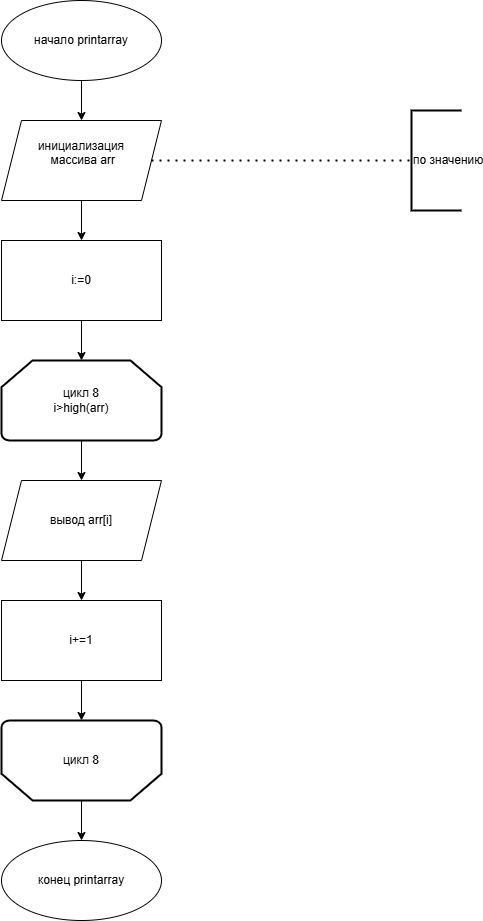 начало printarray
инициализация
массива arr
по значению
i:=0
цикл 8
i>high(arr)
вывод arr[i]
i+=1
цикл 8
конец printarray